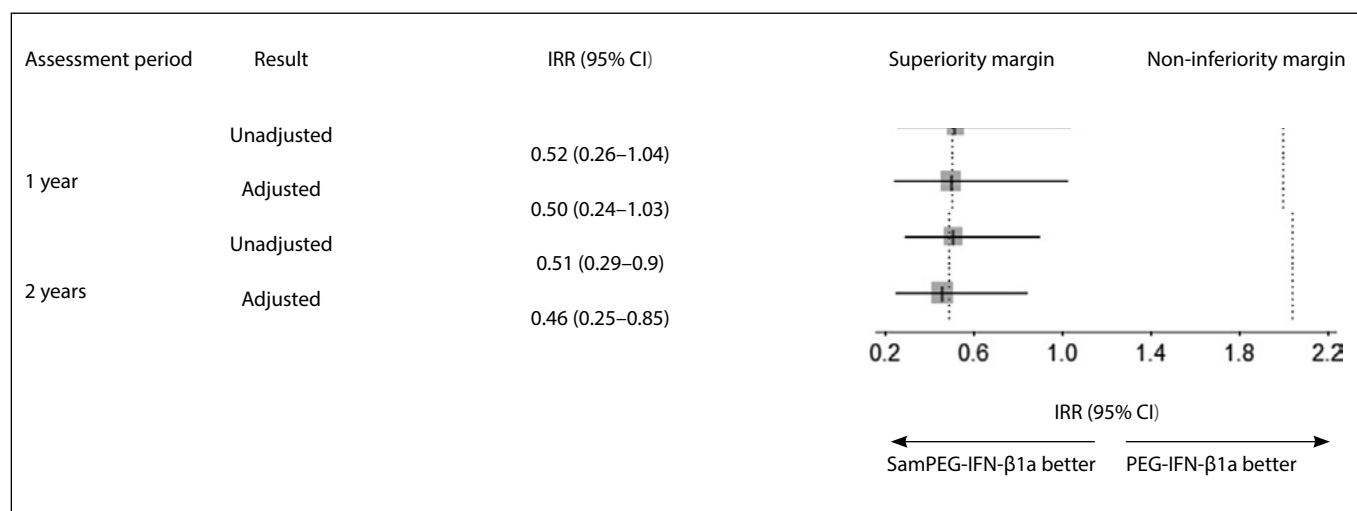 Assessment period Result IRR (95% CI) Superiority margin Non-inferiority margin
Unadjusted
0.52 (0.26–1.04)
1 year
Adjusted
0.50 (0.24–1.03)
Unadjusted
0.51 (0.29–0.9)
2 years
Adjusted
0.46 (0.25–0.85)
0.2 0.6 1.0 1.4 1.8 2.2
IRR (95% CI)
SamPEG-IFN-β1a better PEG-IFN-β1a better